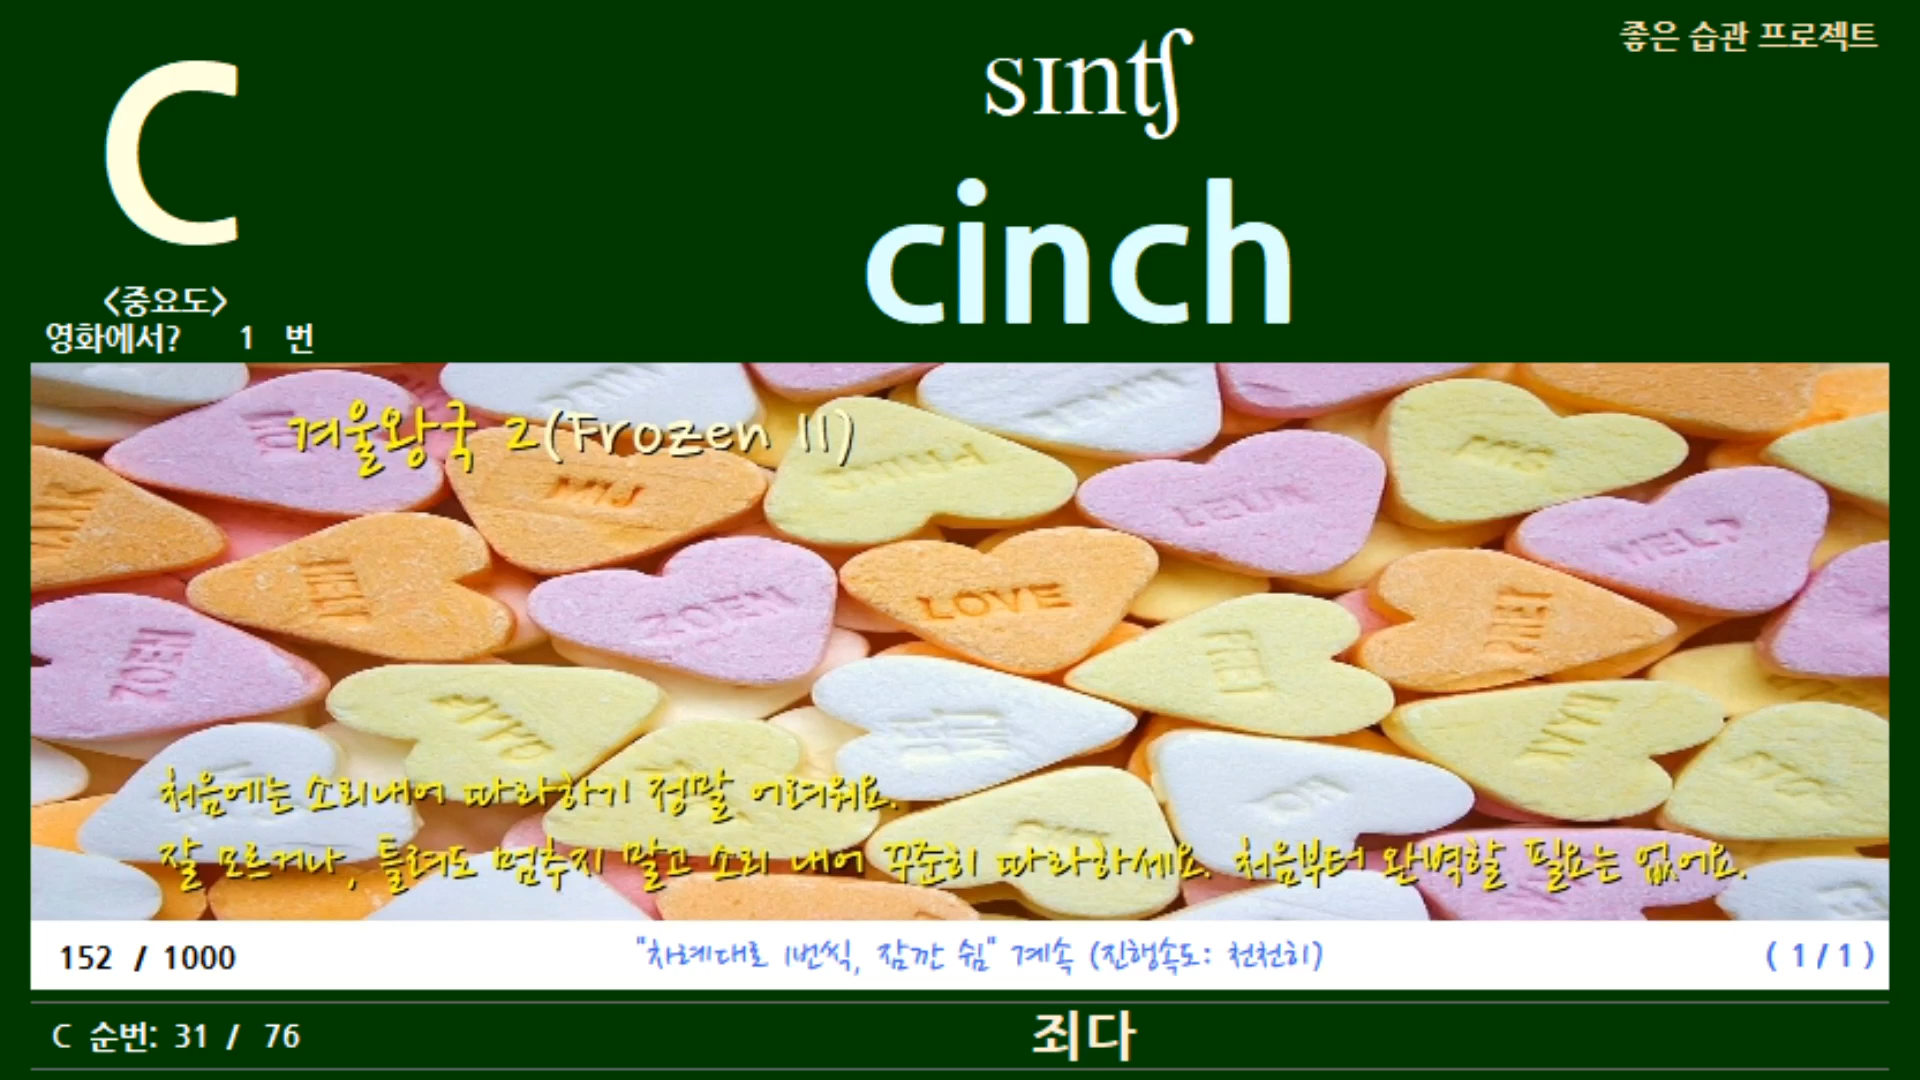 좋은 습관 프로젝트
C
sɪntʃ
cinch
<중요도>
영화에서? 1 번
겨울왕국 2(Frozen II)
MIJ
LEUK
HELP
ZOEN
LOVE
처음에는 소리내어 따라하기 정말 어려워요.
잘 모르거나, 틀려도 멈추지 말고 소리 내어 꾸준히 따라하세요. 처음부터 완벽할 필요는 없어요.
152 / 1000
"차례대로 1번씩, 잠깐 쉼" 계속 (진행속도: 천천히)
( 1 / 1 )
C 순번: 31 / 76
죄다